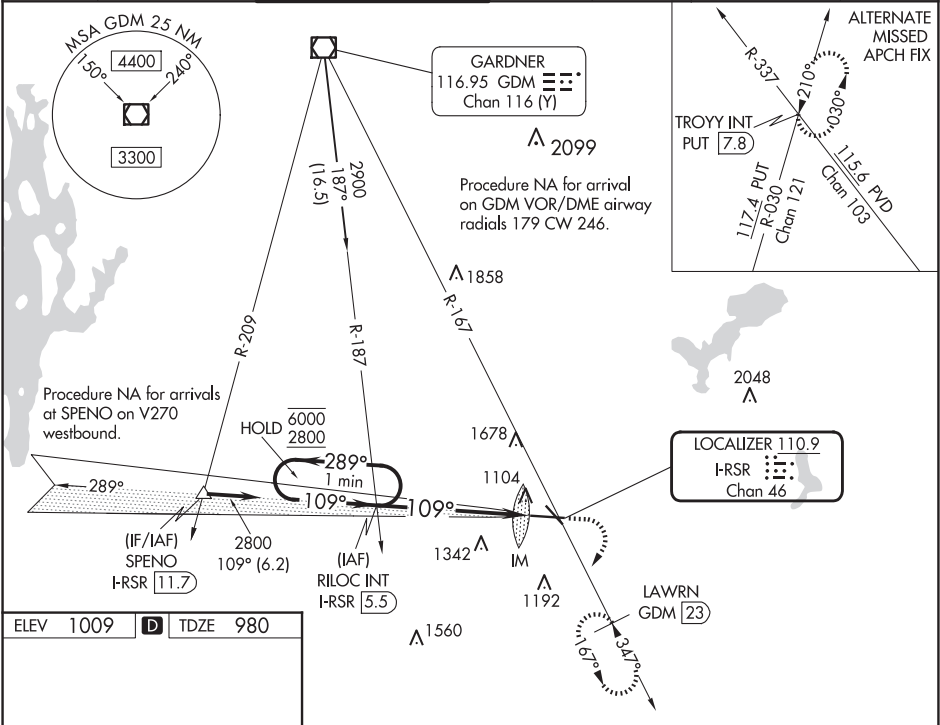 MSA GDM 25 NM
4400
150°
240°
3300
GARDNER
116.95 GDM
Chan 116 (Y)
2099
Procedure NA for arrival
on GDM VOR/DME airway
radials 179 CW 246.
2900
187°
(16.5)
1858
R-209
R-187
R-167
ALTERNATE
MISSED
APCH FIX
R-337
210°
030°
TROYY INT
PUT 7.8
117.4 PUT
R-030
Chan 121
115.6 PVD
Chan 103
2048
Procedure NA for arrivals
at SPENO on V270
westbound.
HOLD 6000
2800
289°
1 min
109°
109°
289°
1678
1104
LOCALIZER 110.9
I-RSR
Chan 46
(IF/IAF)
SPENO
I-RSR 11.7
2800
109° (6.2)
(IAF)
RILOC INT
I-RSR 5.5
1342
IM
1192
1560
LAWRN
GDM 23
167°
347°
ELEV 1009 D TDZE 980